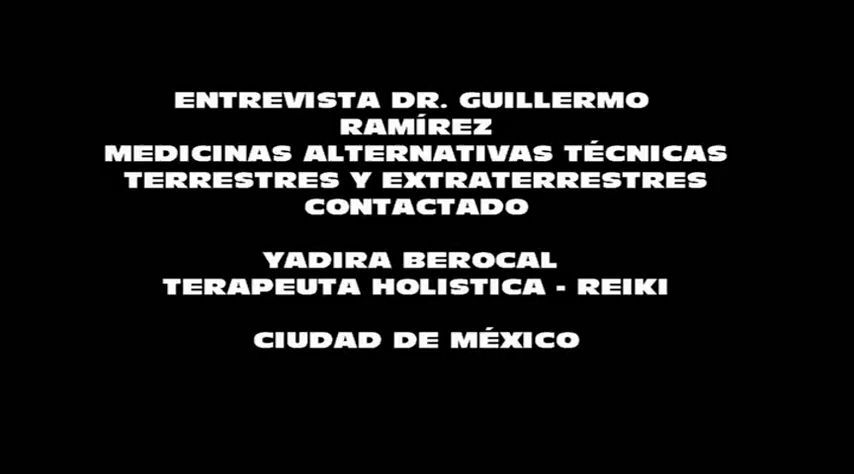 ENTREVISTA DR. GUILLERMO
RAMÍREZ
MEDICINAS ALTERNATIVAS TÉCNICAS
TERRESTRES Y EXTRATERRESTRES
CONTACTADO
YADIRA BEROCAL
TERAPEUTA HOLISTICA - REIKI
CIUDAD DE MÉXICO